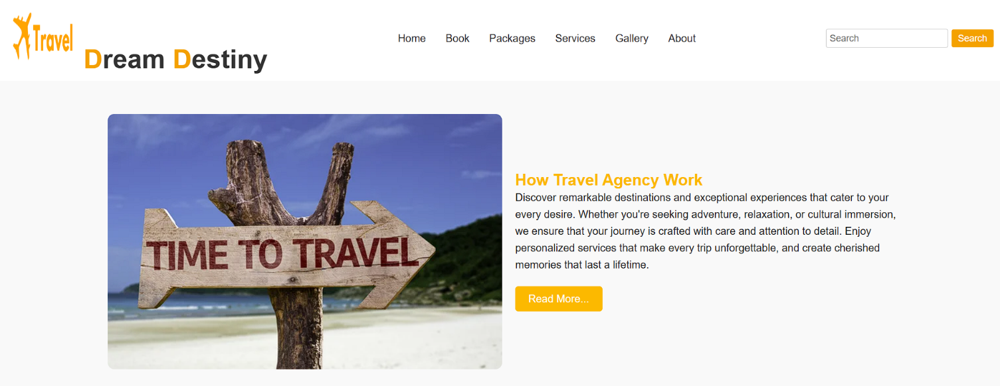 Travel
Dream Destiny
Home Book Packages Services Gallery About
Search Search
TIME TO TRAVEL
How Travel Agency Work
Discover remarkable destinations and exceptional experiences that cater to your
every desire. Whether you're seeking adventure, relaxation, or cultural immersion,
we ensure that your journey is crafted with care and attention to detail. Enjoy
personalized services that make every trip unforgettable, and create cherished
memories that last a lifetime.
Read More...